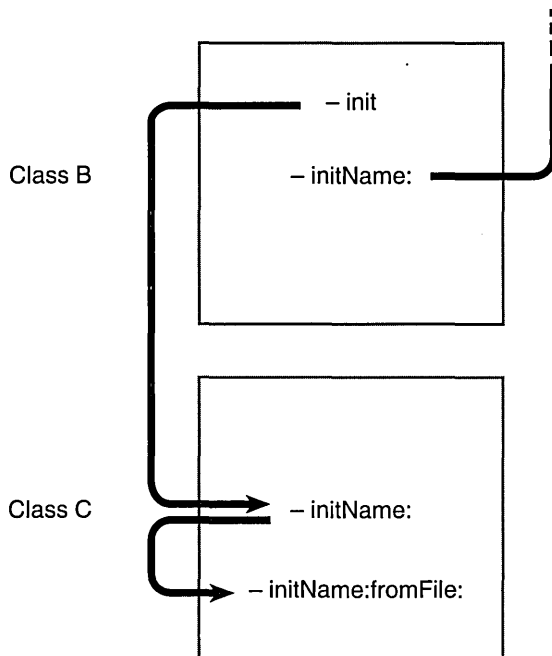 – init
Class B
– initName:
Class C
– initName:
– initName:fromFile: